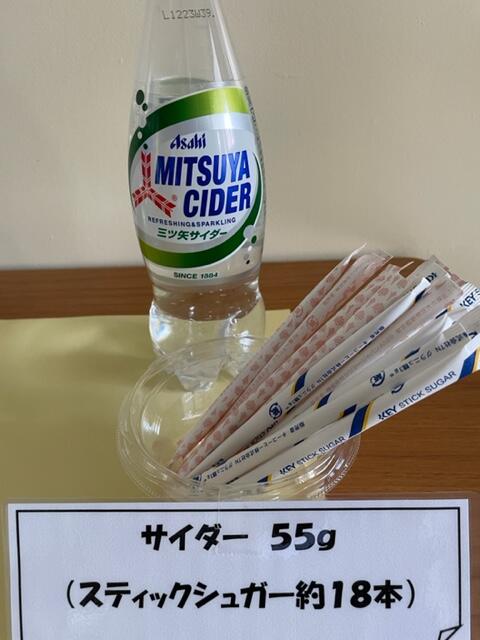 L1223W39.
Asahi
MITSUYA
CIDER
REFRESHING&SPARKLING
三ツ矢サイダー
SINCE 1884
KEY STICK SUGAR
KEY STICK SUGAR
サイダー 55g
(スティックシュガー約18本)